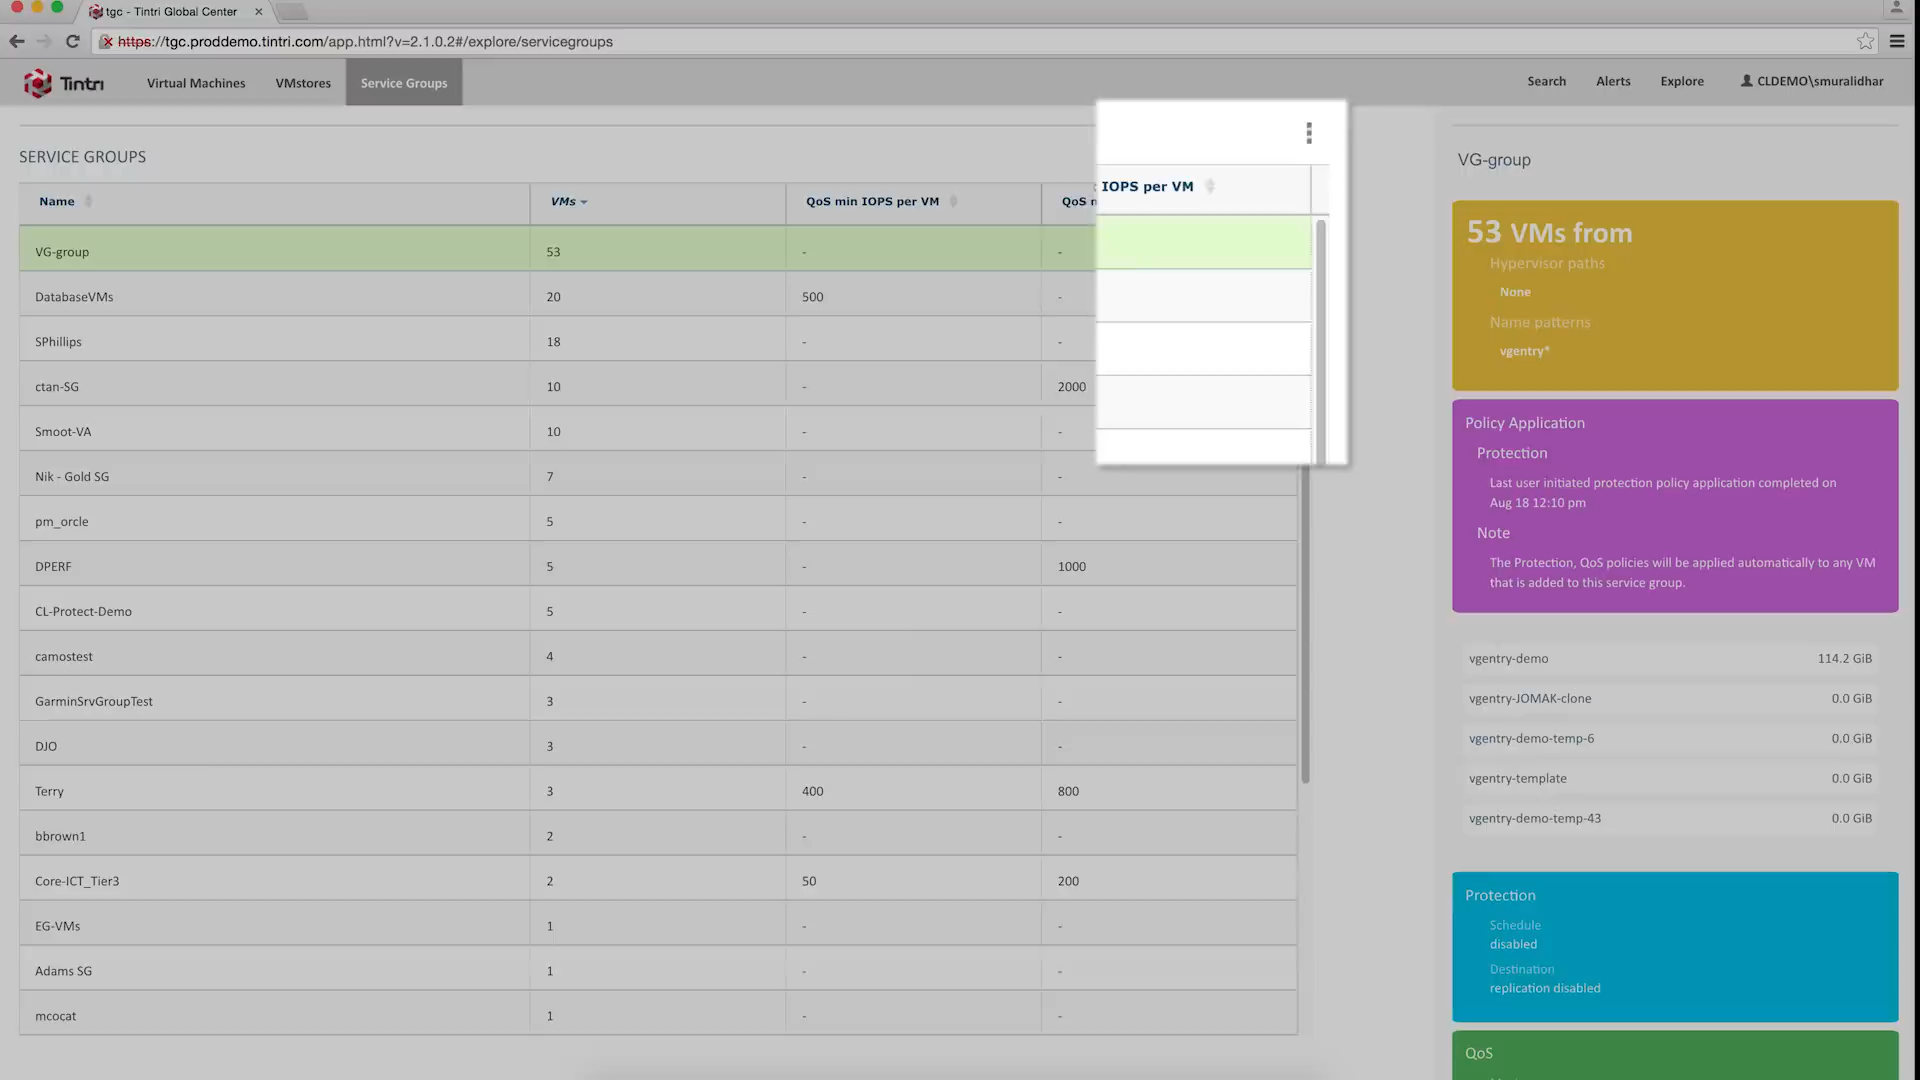 tgc - Tintri Global Center
https://tgc.proddemo.tintri.com/app.html?v=2.1.0.2#/explore/servicegroups
Tintri Virtual Machines VMstores Service Groups Search Alerts Explore CLDEMO\smuralidhar
SERVICE GROUPS
Name VMs QoS min IOPS per VM QoS IOPS per VM
VG-group 53 - -
DatabaseVMs 20 500 -
SPhillips 18 - -
ctan-SG 10 - 2000
Smoot-VA 10 - -
Nik - Gold SG 7 - -
pm_orcle 5 - -
DPERF 5 - 1000
CL-Protect-Demo 5 - -
camostest 4 - -
GarminSrvGroupTest 3 - -
DJO 3 - -
Terry 3 400 800
bbrown1 2 - -
Core-ICT_Tier3 2 50 200
EG-VMs 1 - -
Adams SG 1 - -
mcocat 1 - -
VG-group
53 VMs from
Hypervisor paths
None
Name patterns
vgentry*
Policy Application
Protection
Last user initiated protection policy application completed on
Aug 18 12:10 pm
Note
The Protection, QoS policies will be applied automatically to any VM
that is added to this service group.
vgentry-demo 114.2 GiB
vgentry-JOMAK-clone 0.0 GiB
vgentry-demo-temp-6 0.0 GiB
vgentry-template 0.0 GiB
vgentry-demo-temp-43 0.0 GiB
Protection
Schedule
disabled
Destination
replication disabled
QoS